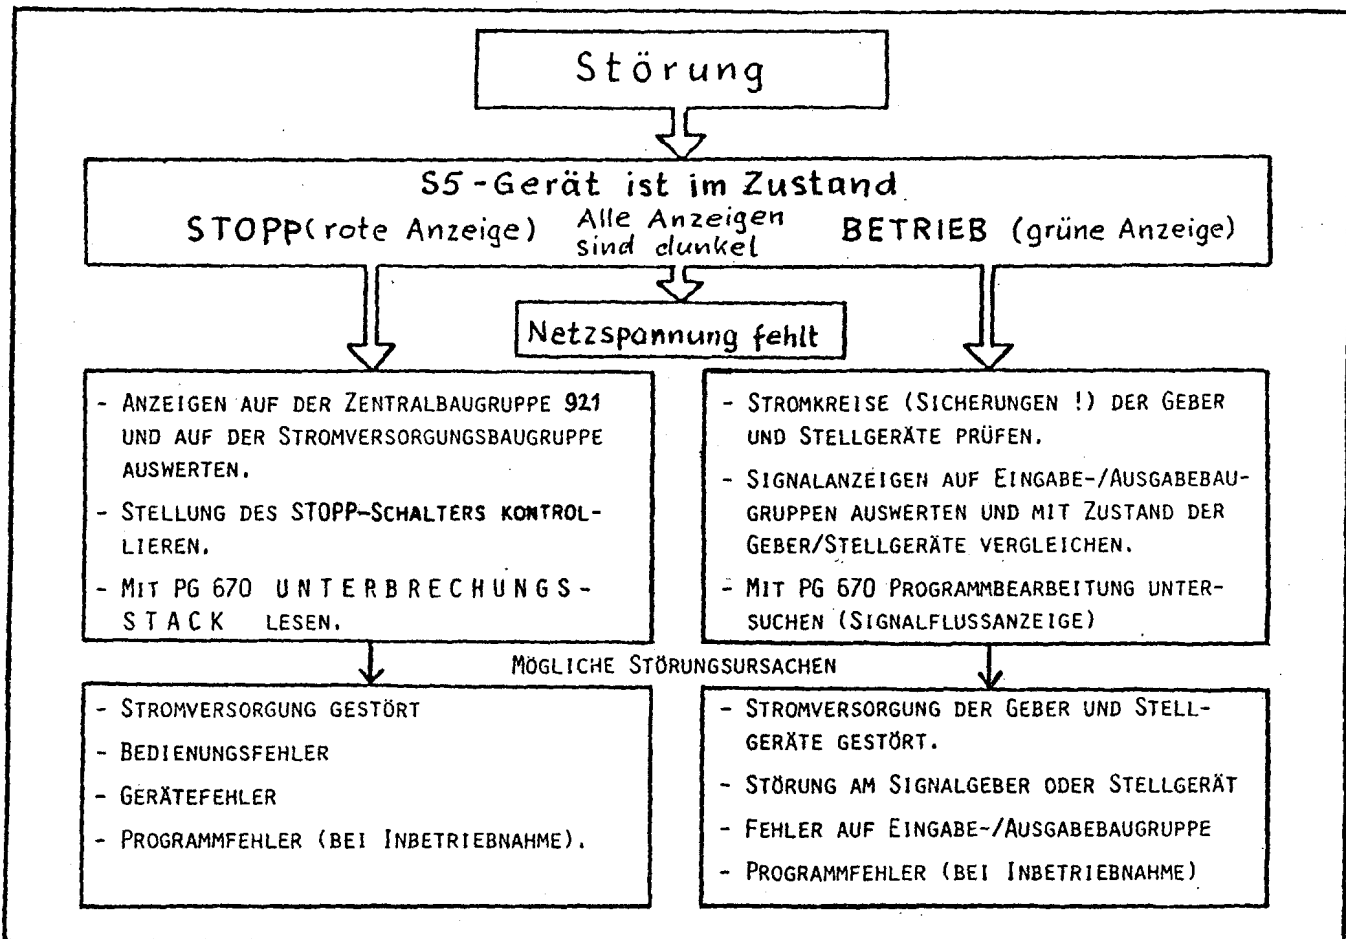 Störung
S5-Gerät ist im Zustand
STOPP (rote Anzeige)
Alle Anzeigen
sind dunkel
BETRIEB (grüne Anzeige)
Netzspannung fehlt
- ANZEIGEN AUF DER ZENTRALBAUGRUPPE 921
UND AUF DER STROMVERSORGUNGSBAUGRUPPE
AUSWERTEN.
- STELLUNG DES STOPP-SCHALTERS KONTROL-
LIEREN.
- MIT PG 670 UNTERBRECHUNGS-
STACK LESEN.
- STROMKREISE (SICHERUNGEN !) DER GEBER
UND STELLGERÄTE PRÜFEN.
- SIGNALANZEIGEN AUF EINGABE-/AUSGABEBAU-
GRUPPEN AUSWERTEN UND MIT ZUSTAND DER
GEBER/STELLGERÄTE VERGLEICHEN.
- MIT PG 670 PROGRAMMBEARBEITUNG UNTER-
SUCHEN (SIGNALFLUSSANZEIGE)
MÖGLICHE STÖRUNGSURSACHEN
- STROMVERSORGUNG GESTÖRT
- BEDIENUNGSFEHLER
- GERÄTEFEHLER
- PROGRAMMFEHLER (BEI INBETRIEBNAHME).
- STROMVERSORGUNG DER GEBER UND STELL-
GERÄTE GESTÖRT.
- STÖRUNG AM SIGNALGEBER ODER STELLGERÄT
- FEHLER AUF EINGABE-/AUSGABEBAUGRUPPE
- PROGRAMMFEHLER (BEI INBETRIEBNAHME)